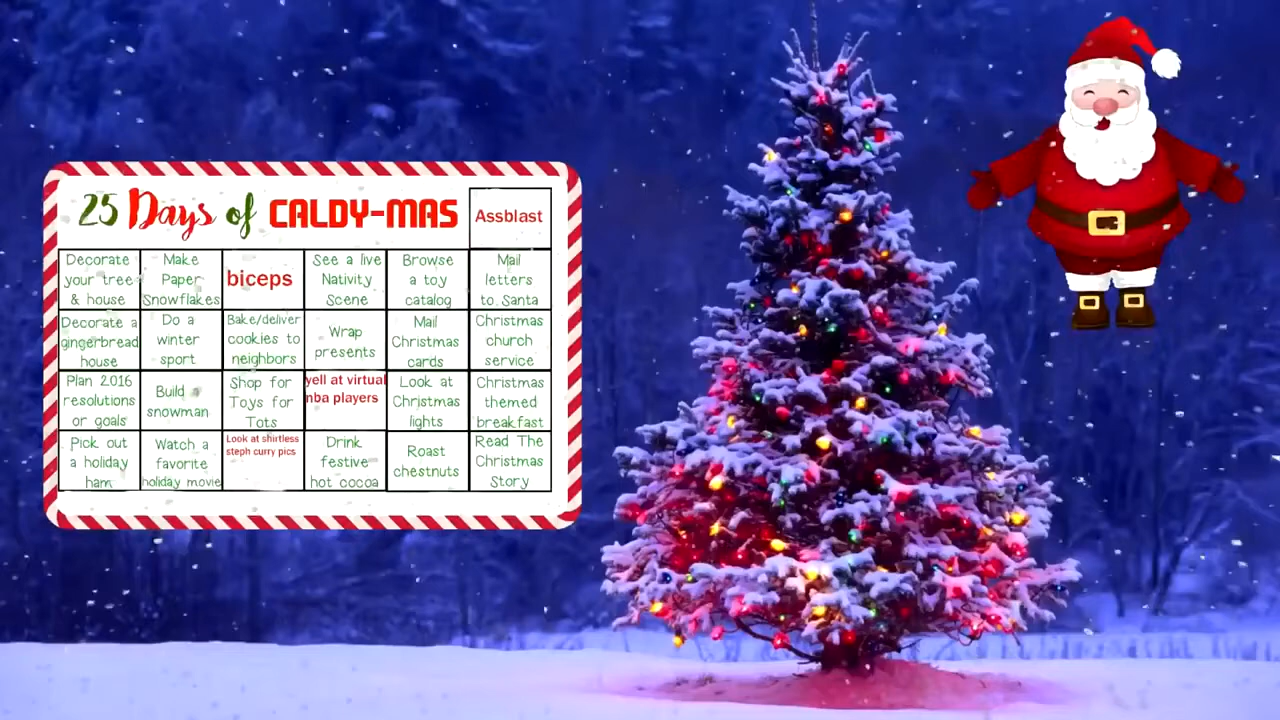 25 Days of CALDY-MAS
Assblast
Decorate
your tree
& house
Make
Paper
Snowflakes
biceps
See a live
Nativity
Scene
Browse
a toy
catalog
Mail
letters
to Santa
Decorate a
gingerbread
house
Do a
winter
sport
Bake/deliver
cookies to
neighbors
Wrap
presents
Mail
Christmas
cards
Christmas
church
service
Plan 2016
resolutions
or goals
Build a
snowman
Shop for
Toys for
Tots
yell at virtual
nba players
Look at
Christmas
lights
Christmas
themed
breakfast
Pick out
a holiday
ham
Watch a
favorite
holiday movie
Look at shirtless
steph curry pics
Drink
festive
hot cocoa
Roast
chestnuts
Read The
Christmas
Story